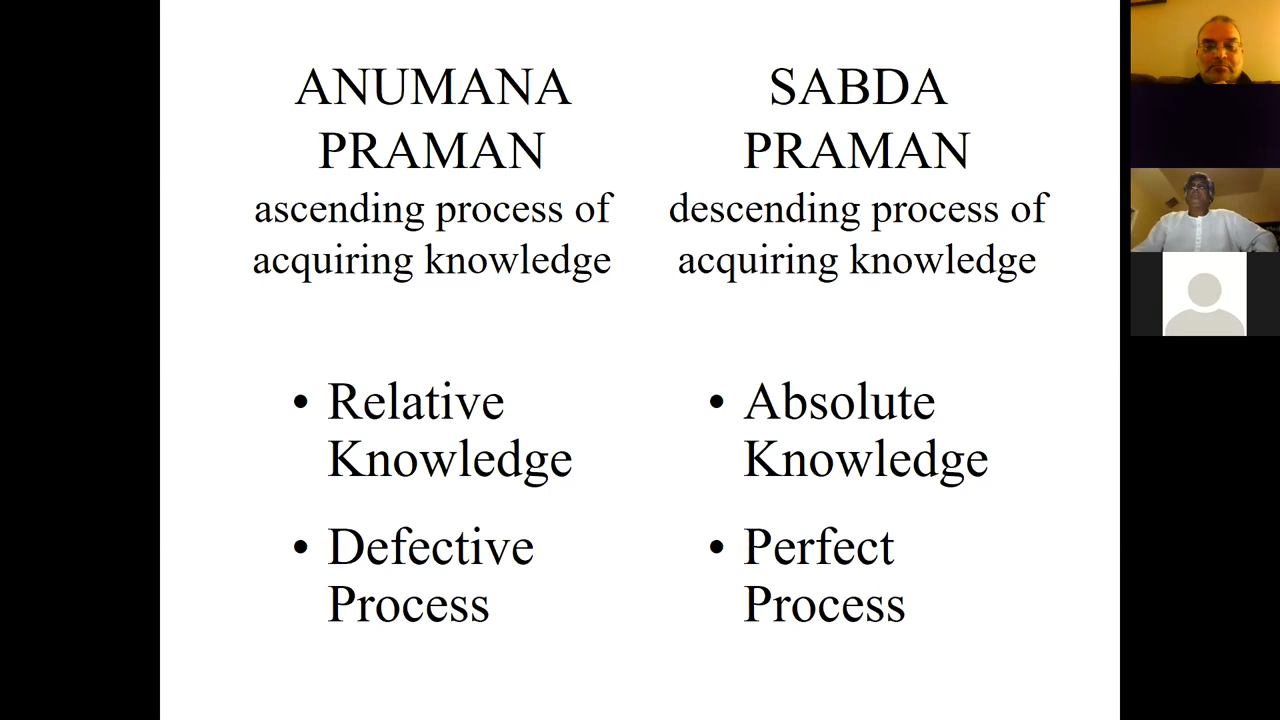 ANUMANA
PRAMAN
ascending process of
acquiring knowledge
• Relative
Knowledge
• Defective
Process
SABDA
PRAMAN
descending process of
acquiring knowledge
• Absolute
Knowledge
• Perfect
Process